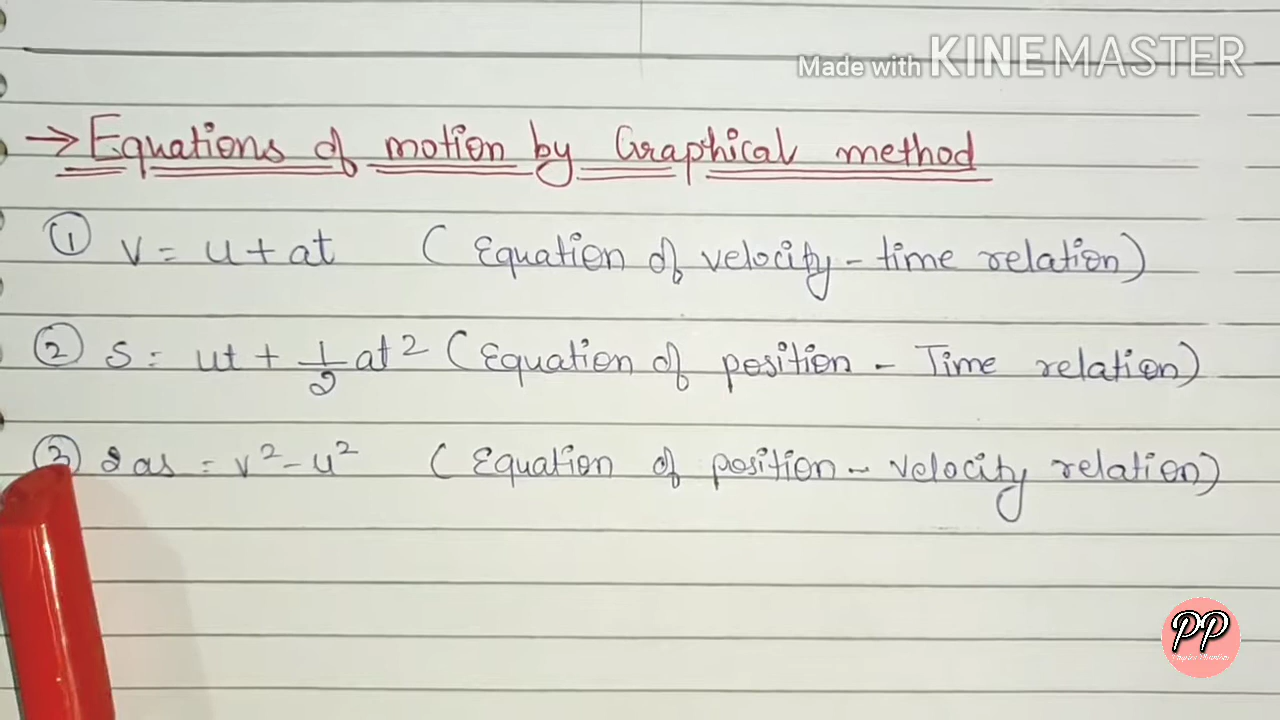 Made with KINEMASTER
→ Equations of motion by Graphical method
① v = u + at ( Equation of velocity - time relation)
② s = ut + 1/2 at² (Equation of position - Time relation)
③ 2as = v² - u² ( Equation of position - velocity relation)
PP